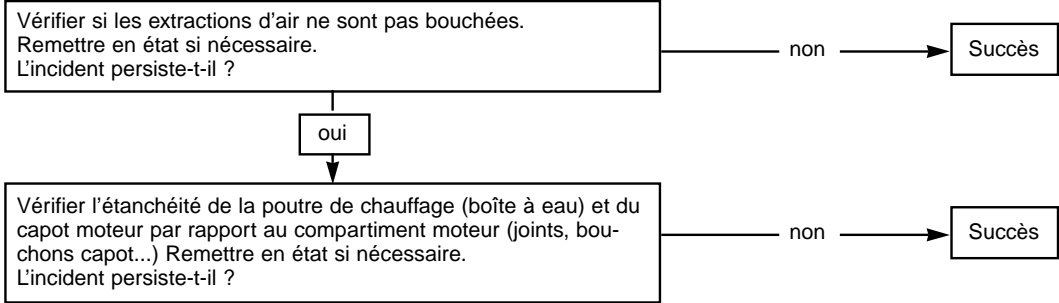 Vérifier si les extractions d'air ne sont pas bouchées.
Remettre en état si nécessaire.
L'incident persiste-t-il ?
non
Succès
oui
Vérifier l'étanchéité de la poutre de chauffage (boîte à eau) et du
capot moteur par rapport au compartiment moteur (joints, bou-
chons capot...) Remettre en état si nécessaire.
L'incident persiste-t-il ?
non
Succès